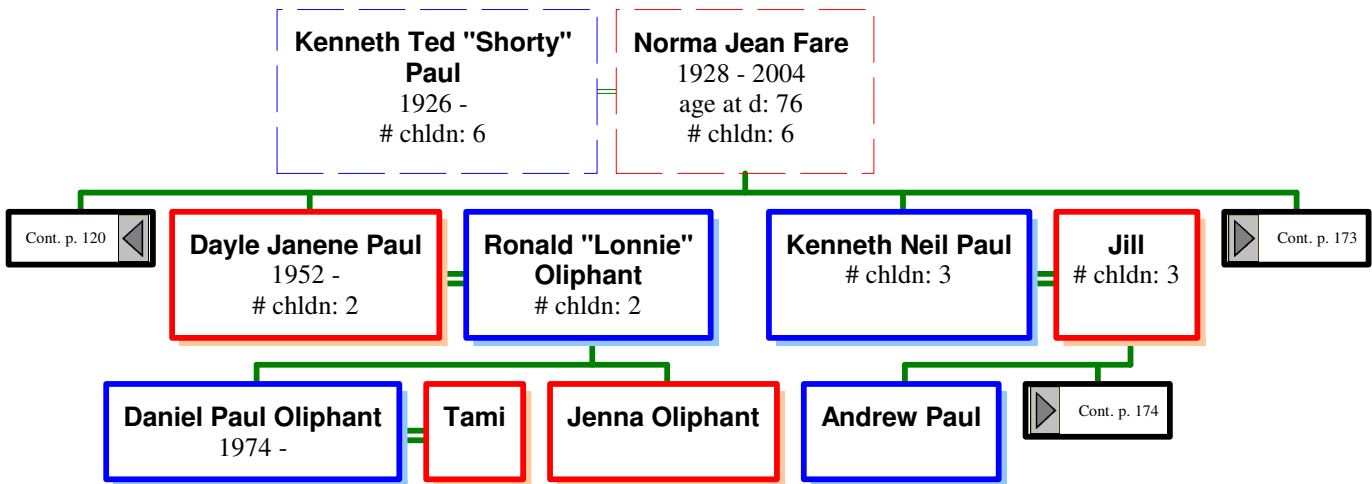 Kenneth Ted "Shorty"
Paul
1926 -
# chldn: 6
Norma Jean Fare
1928 - 2004
age at d: 76
# chldn: 6
Cont. p. 120
Dayle Janene Paul
1952 -
# chldn: 2
Ronald "Lonnie"
Oliphant
# chldn: 2
Kenneth Neil Paul
# chldn: 3
Jill
# chldn: 3
Cont. p. 173
Daniel Paul Oliphant
1974 -
Tami
Jenna Oliphant
Andrew Paul
Cont. p. 174